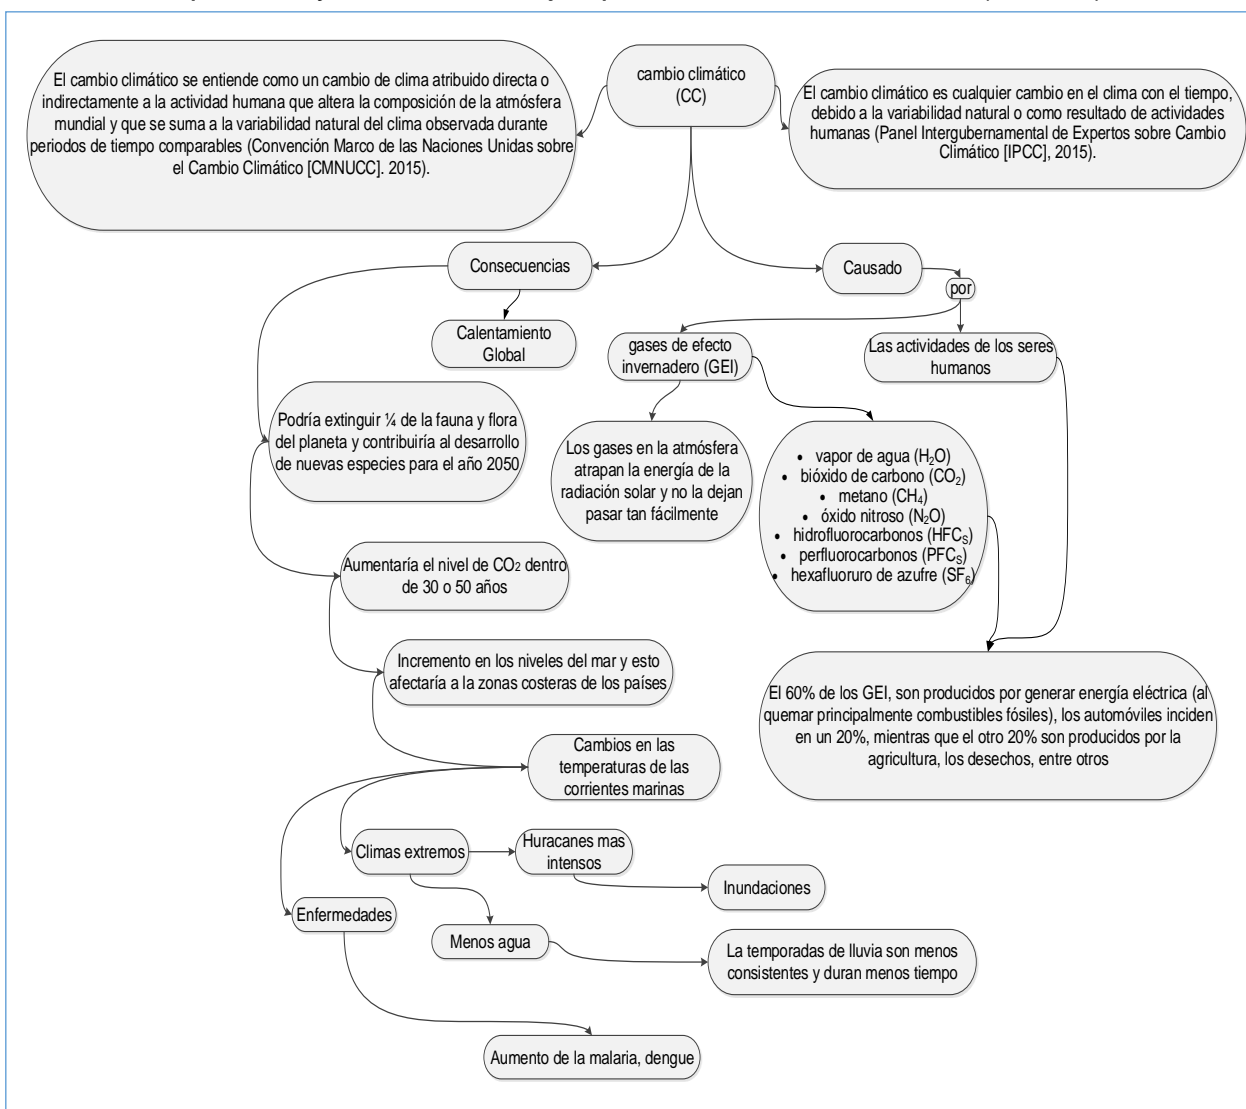 El cambio climático se entiende como un cambio de clima atribuido directa o
indirectamente a la actividad humana que altera la composición de la atmósfera
mundial y que se suma a la variabilidad natural del clima observada durante
periodos de tiempo comparables (Convención Marco de las Naciones Unidas sobre
el Cambio Climático [CMNUCC]. 2015).
cambio climático
(CC)
El cambio climático es cualquier cambio en el clima con el tiempo,
debido a la variabilidad natural o como resultado de actividades
humanas (Panel Intergubernamental de Expertos sobre Cambio
Climático [IPCC], 2015).
Consecuencias
Causado
por
Calentamiento
Global
gases de efecto
invernadero (GEI)
Las actividades de los seres
humanos
Podría extinguir ¼ de la fauna y flora
del planeta y contribuiría al desarrollo
de nuevas especies para el año 2050
Los gases en la atmósfera
atrapan la energía de la
radiación solar y no la dejan
pasar tan fácilmente
• vapor de agua (H₂O)
• bióxido de carbono (CO₂)
• metano (CH₄)
• óxido nitroso (N₂O)
• hidrofluorocarbonos (HFCS)
• perfluorocarbonos (PFCS)
• hexafluoruro de azufre (SF₆)
Aumentaría el nivel de CO₂ dentro
de 30 o 50 años
Incremento en los niveles del mar y esto
afectaría a la zonas costeras de los países
El 60% de los GEI, son producidos por generar energía eléctrica (al
quemar principalmente combustibles fósiles), los automóviles inciden
en un 20%, mientras que el otro 20% son producidos por la
agricultura, los desechos, entre otros
Cambios en las
temperaturas de las
corrientes marinas
Climas extremos
Huracanes mas
intensos
Inundaciones
Enfermedades
Menos agua
La temporadas de lluvia son menos
consistentes y duran menos tiempo
Aumento de la malaria, dengue